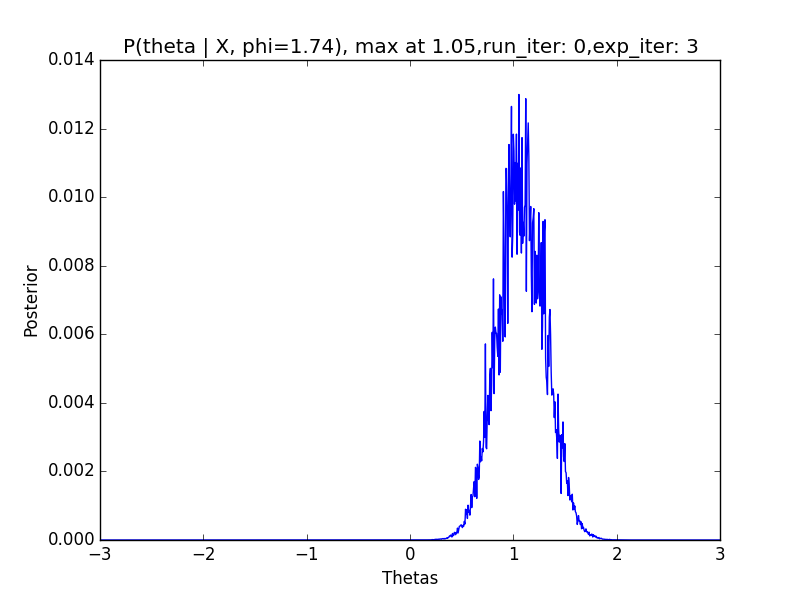 P(theta | X, phi=1.74), max at 1.05,run_iter: 0,exp_iter: 3
0.014
0.012
0.010
0.008
0.006
0.004
0.002
0.000
Posterior
−3 −2 −1 0 1 2 3
Thetas